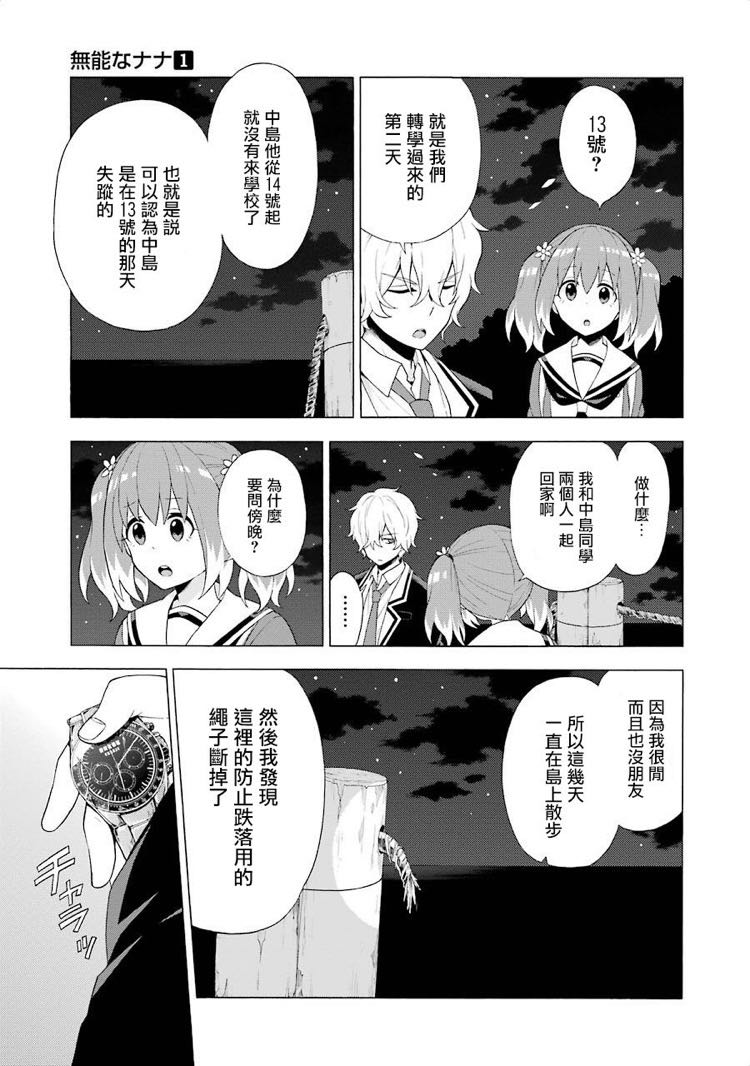 無能なナナ1
13號?
就是我們
轉學過來的
第二天
中島他從14號起
就沒有來學校了
也就是說
可以認為中島
是在13號的那天
失蹤的
做什麼…
我和中島同學
兩個人一起
回家啊
……
為什麼
要問傍晚?
因為我很閒
而且也沒朋友
所以這幾天
一直在島上散步
然後我發現
這裡的防止跌落用的
繩子斷掉了
チャラッ